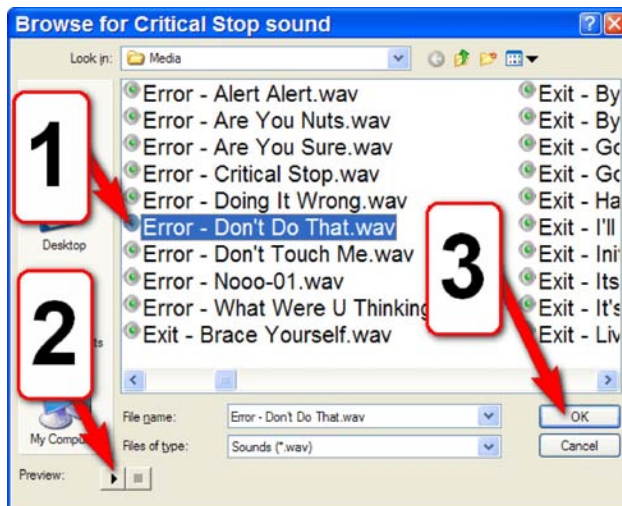 Browse for Critical Stop sound
Look in: Media
Error - Alert Alert.wav
Error - Are You Nuts.wav
Error - Are You Sure.wav
Error - Critical Stop.wav
Error - Doing It Wrong.wav
Error - Don't Do That.wav
Error - Don't Touch Me.wav
Error - Nooo-01.wav
Error - What Were U Thinking
Exit - Brace Yourself.wav
Exit - By
Exit - By
Exit - Go
Exit - Go
Exit - Ha
Exit - I'll
Exit - Ini
Exit - Its
Exit - It's
Exit - Liv
1
2
3
Desktop
ts
My Compu
File name: Error - Don't Do That.wav
OK
Files of type: Sounds (*.wav)
Cancel
Preview: